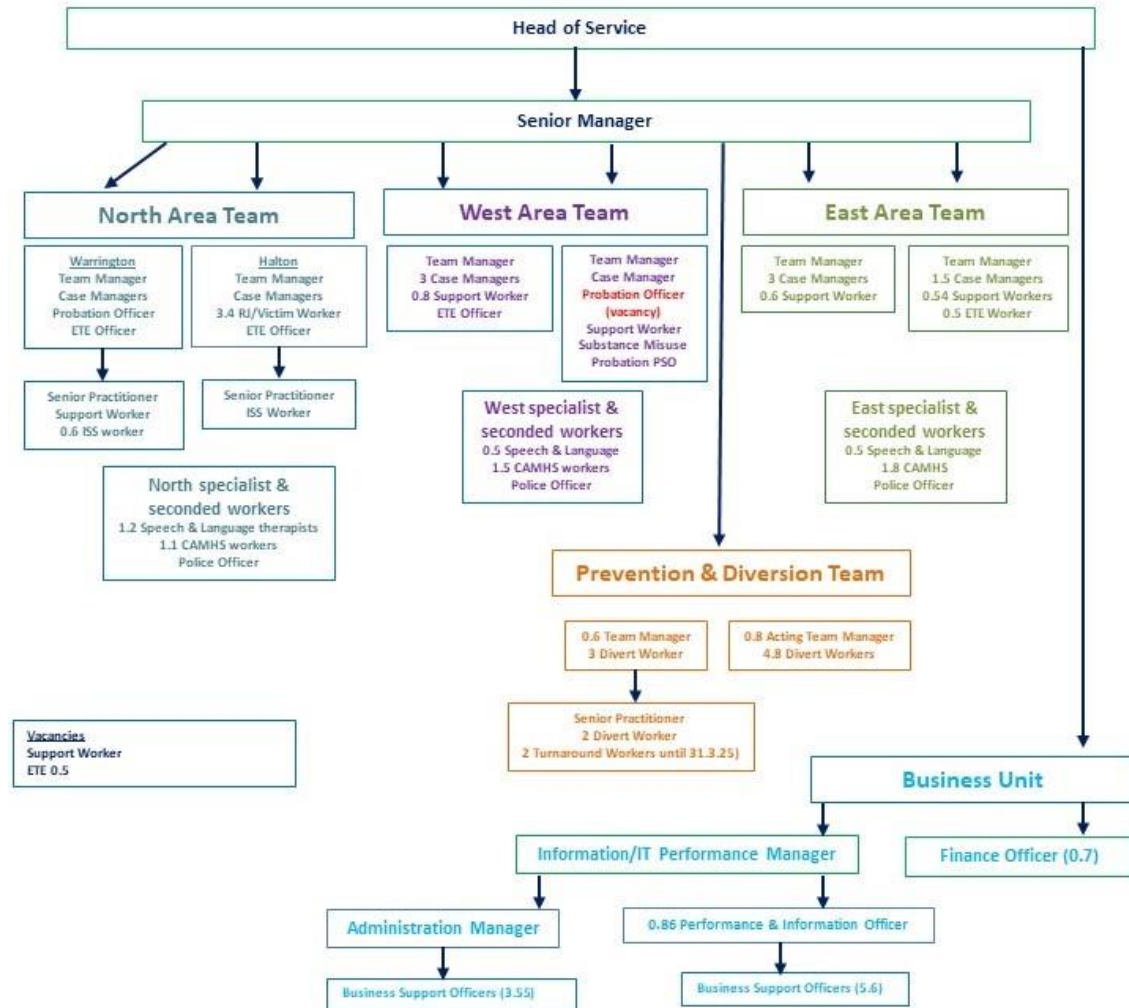 Head of Service
Senior Manager
North Area Team
Warrington
Team Manager
Case Managers
Probation Officer
ETE Officer
Halton
Team Manager
Case Managers
3.4 RJ/Victim Worker
ETE Officer
Senior Practitioner
Support Worker
0.6 ISS worker
Senior Practitioner
ISS Worker
North specialist &
seconded workers
1.2 Speech & Language therapists
1.1 CAMHS workers
Police Officer
West Area Team
Team Manager
3 Case Managers
0.8 Support Worker
ETE Officer
Team Manager
Case Manager
Probation Officer
(vacancy)
Support Worker
Substance Misuse
Probation PSO
West specialist &
seconded workers
0.5 Speech & Language
1.5 CAMHS workers
Police Officer
East Area Team
Team Manager
3 Case Managers
0.6 Support Worker
Team Manager
1.5 Case Managers
0.54 Support Workers
0.5 ETE Worker
East specialist &
seconded workers
0.5 Speech & Language
1.8 CAMHS
Police Officer
Prevention & Diversion Team
0.6 Team Manager
3 Divert Worker
0.8 Acting Team Manager
4.8 Divert Workers
Senior Practitioner
2 Divert Worker
2 Turnaround Workers until 31.3.25)
Vacancies
Support Worker
ETE 0.5
Business Unit
Information/IT Performance Manager
Finance Officer (0.7)
Administration Manager
0.86 Performance & Information Officer
Business Support Officers (3.55)
Business Support Officers (5.6)